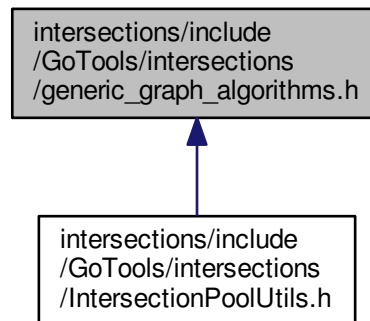 intersections/include
/GoTools/intersections
/generic_graph_algorithms.h
intersections/include
/GoTools/intersections
/IntersectionPoolUtils.h